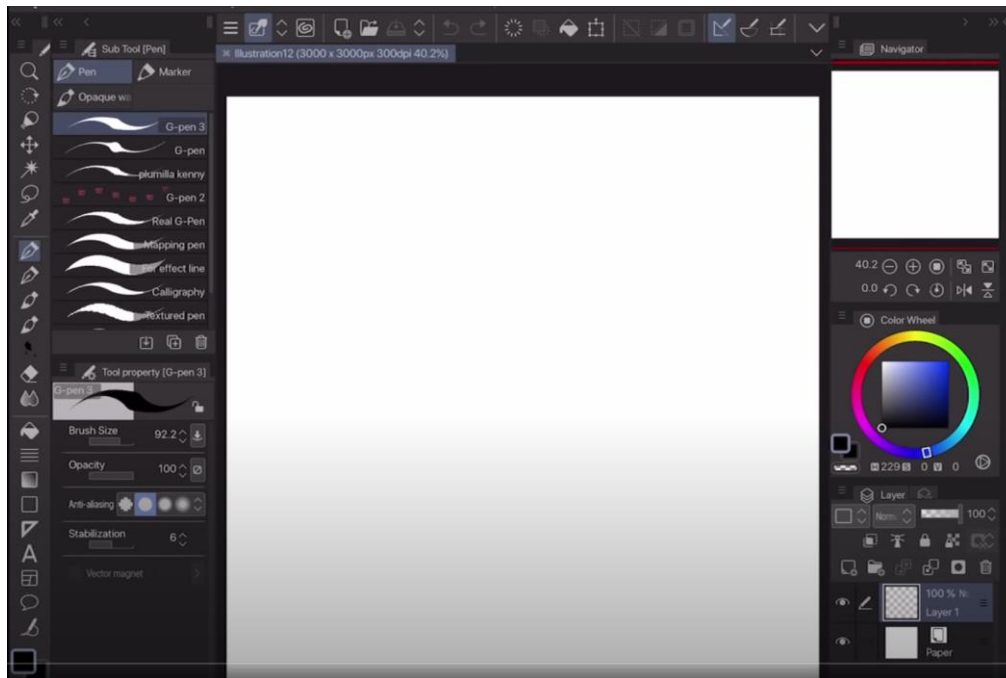 Illustration12 (3000 x 3000px 300dpi 40.2%)
Sub Tool [Pen]
Pen
Marker
Opaque
G-pen 3
G-pen
plumilla kenny
G-pen 2
Real G-Pen
Mapping pen
For effect line
Calligraphy
Textured pen
Tool property [G-pen 3]
G-pen 3
Brush Size 92.2
Opacity 100
Anti-aliasing
Stabilization 6
Vector magnet
Navigator
40.2
0.0
Color Wheel
H 229 S 0 V 0
Layer
100
100 %
Layer 1
Paper
A